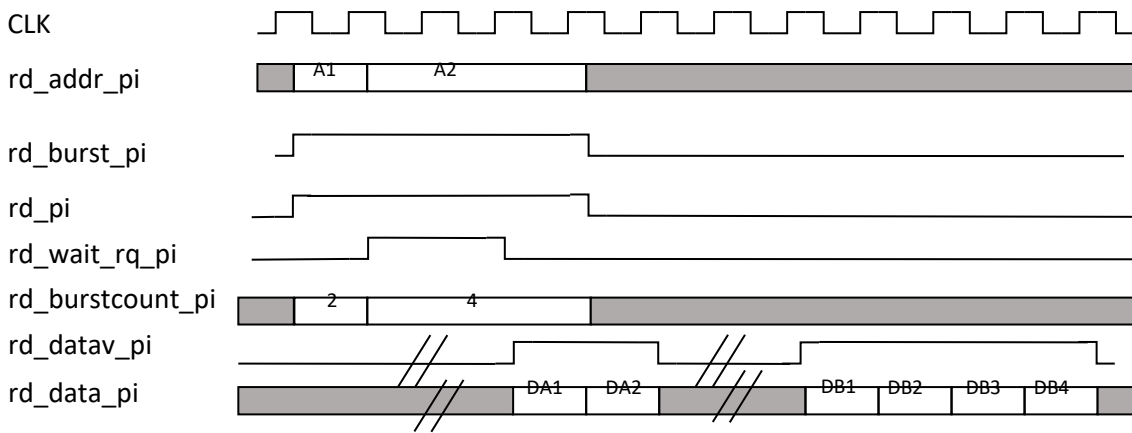 CLK
rd_addr_pi A1 A2
rd_burst_pi
rd_pi
rd_wait_rq_pi
rd_burstcount_pi 2 4
rd_datav_pi
rd_data_pi DA1 DA2 DB1 DB2 DB3 DB4